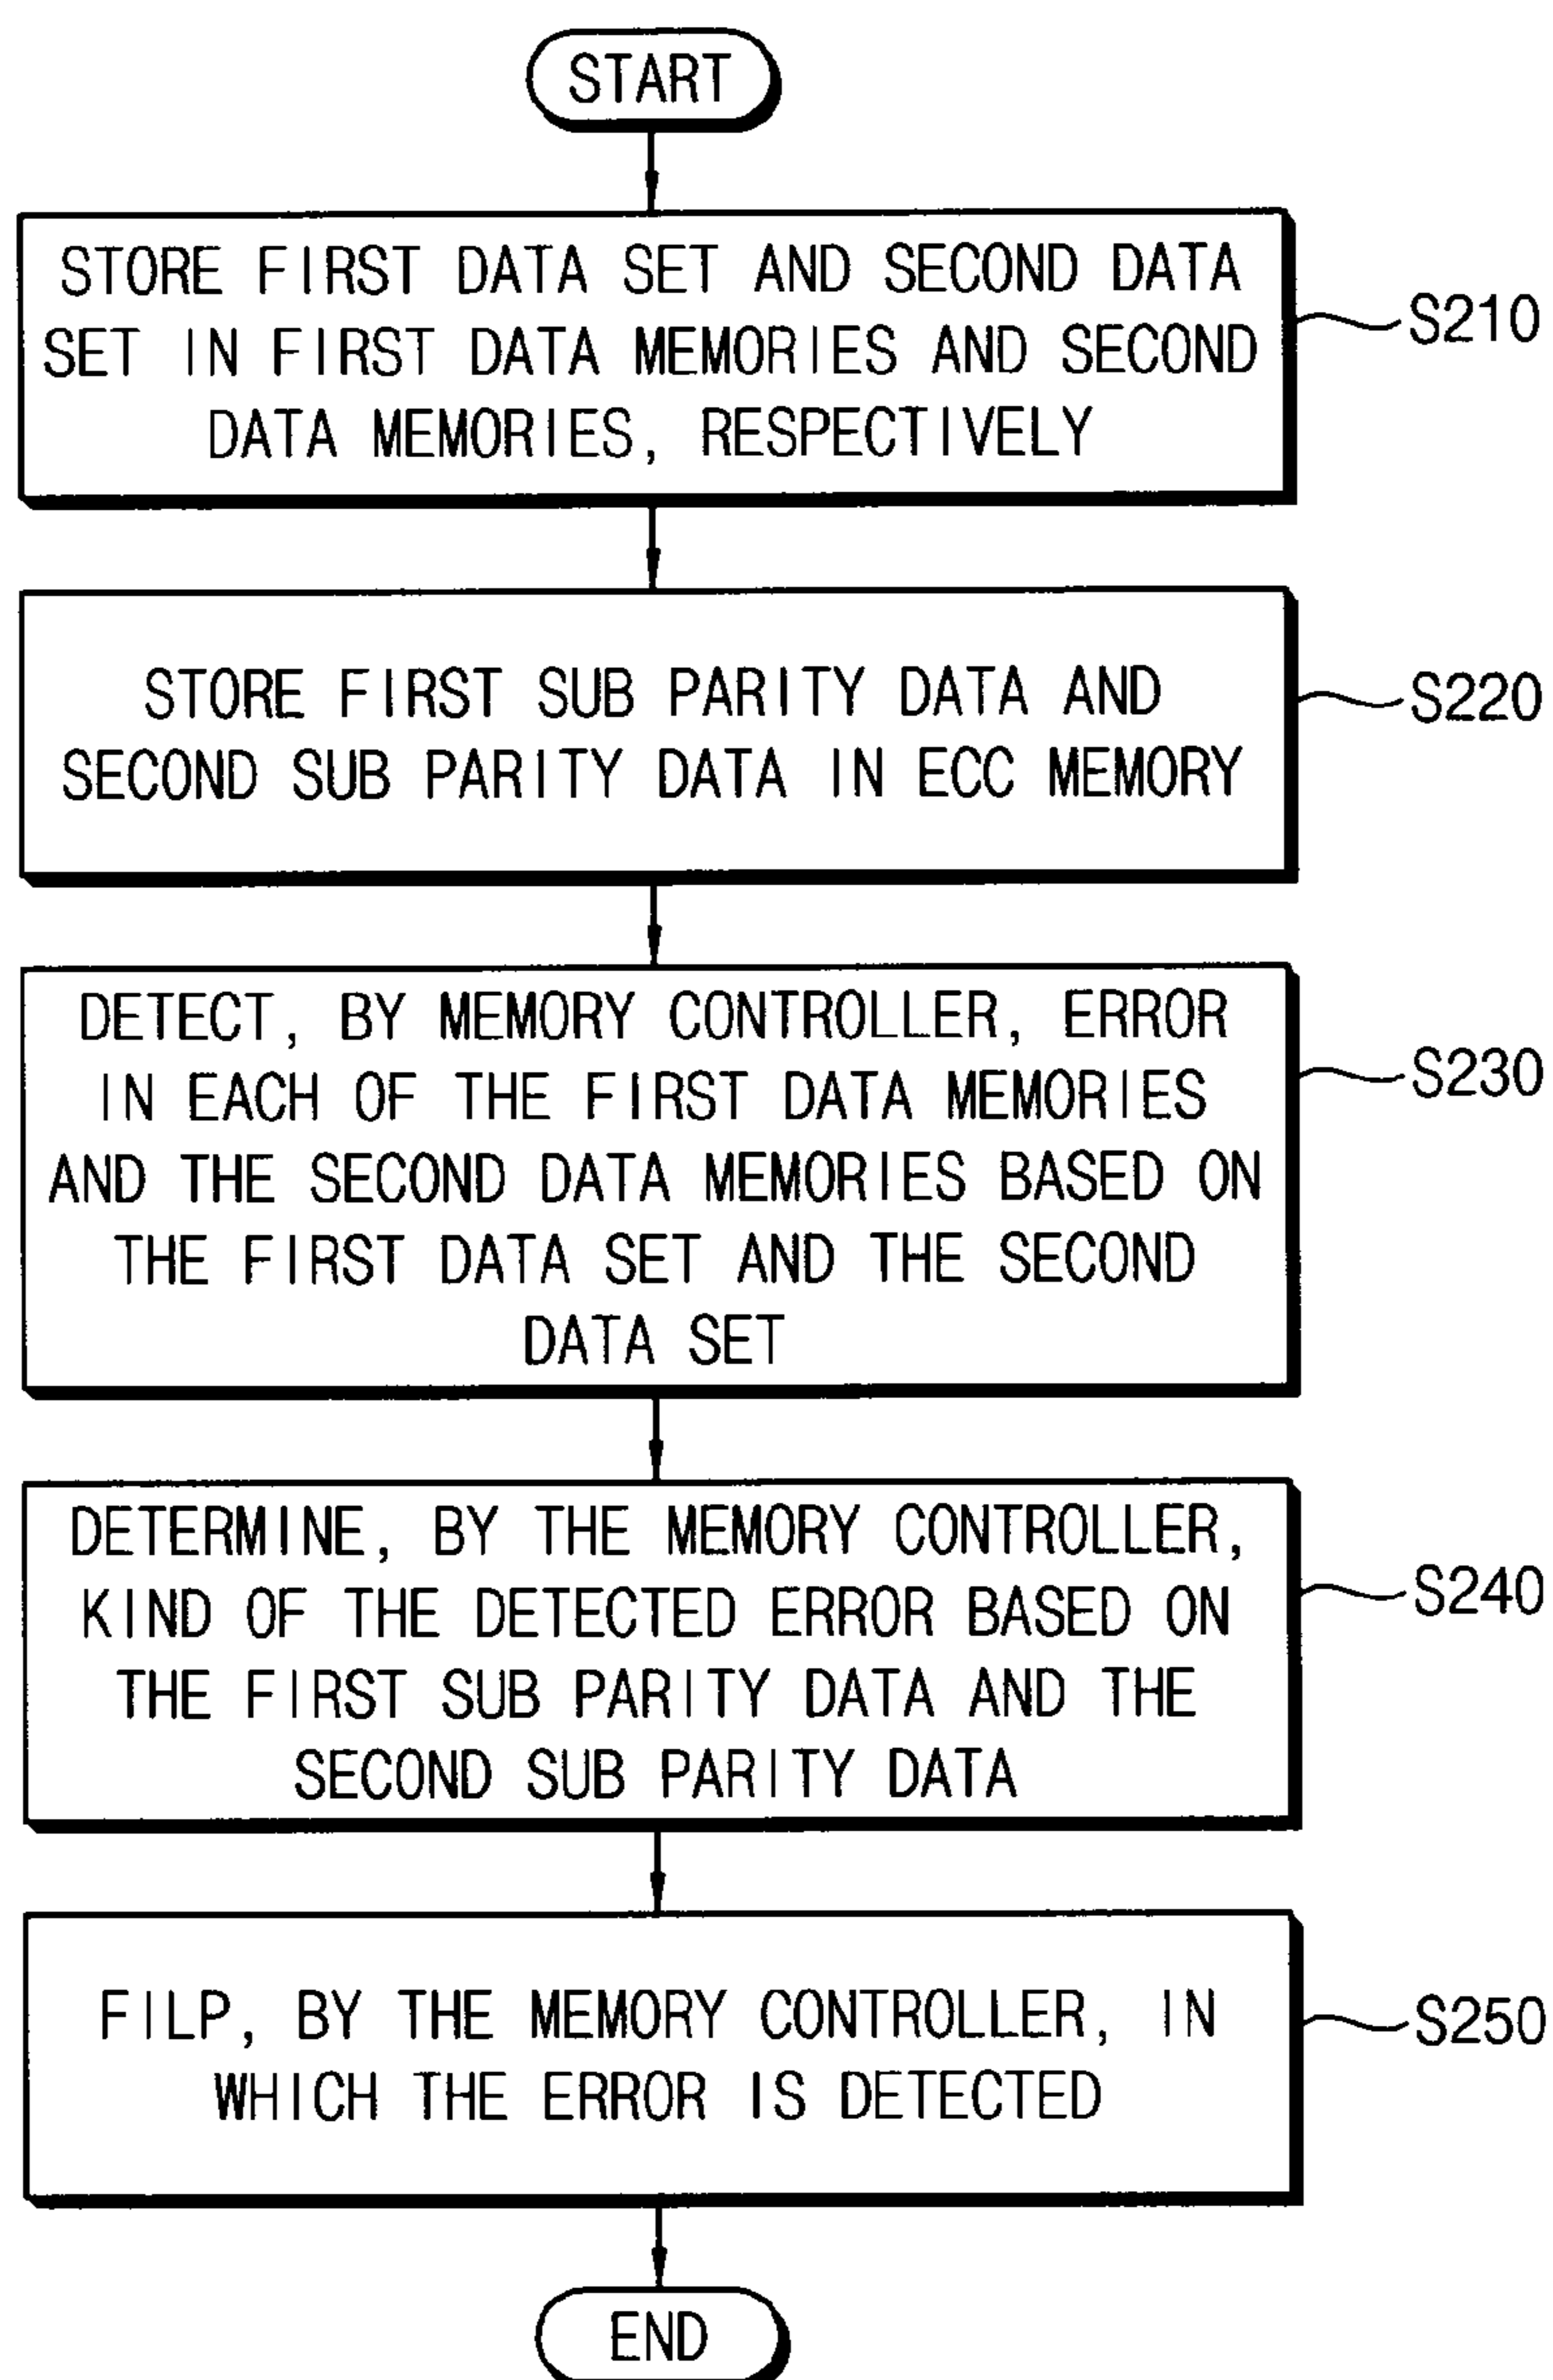 START
STORE FIRST DATA SET AND SECOND DATA
SET IN FIRST DATA MEMORIES AND SECOND
DATA MEMORIES, RESPECTIVELY
S210
STORE FIRST SUB PARITY DATA AND
SECOND SUB PARITY DATA IN ECC MEMORY
S220
DETECT, BY MEMORY CONTROLLER, ERROR
IN EACH OF THE FIRST DATA MEMORIES
AND THE SECOND DATA MEMORIES BASED ON
THE FIRST DATA SET AND THE SECOND
DATA SET
S230
DETERMINE, BY THE MEMORY CONTROLLER,
KIND OF THE DETECTED ERROR BASED ON
THE FIRST SUB PARITY DATA AND THE
SECOND SUB PARITY DATA
S240
FILP, BY THE MEMORY CONTROLLER, IN
WHICH THE ERROR IS DETECTED
S250
END